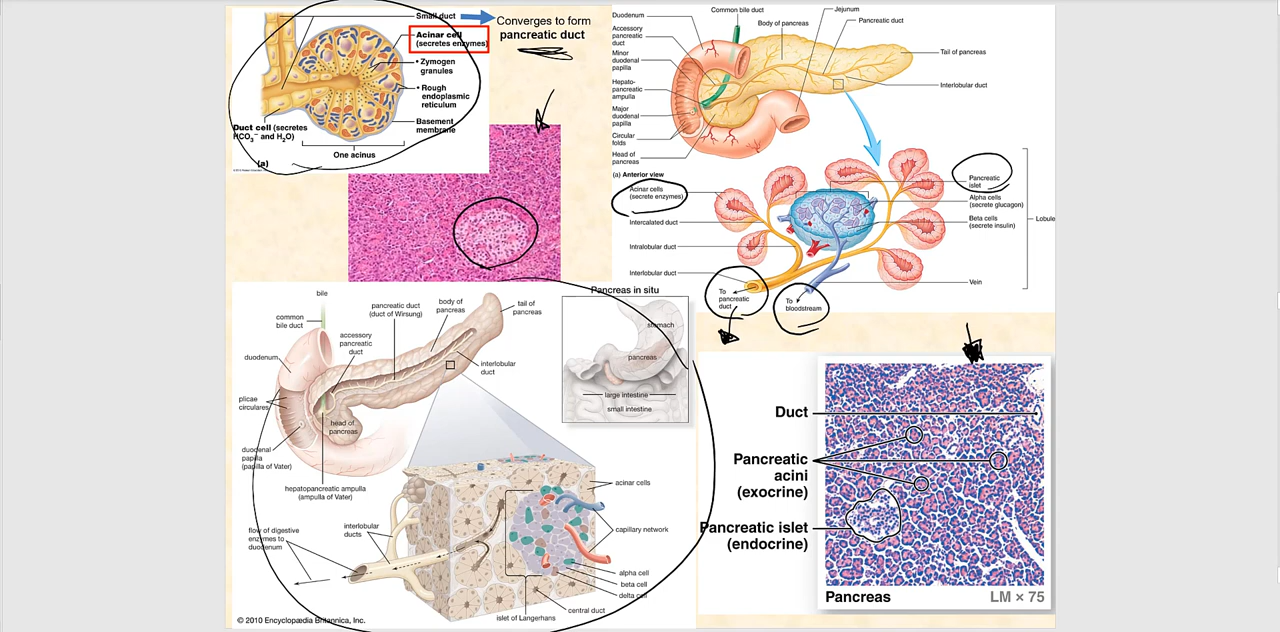 Small duct
Converges to form
pancreatic duct
Acinar cell
(secretes enzymes)
• Zymogen
granules
• Rough
endoplasmic
reticulum
Basement
membrane
Duct cell (secretes
HCO3− and H2O)
One acinus
(a)
Duodenum
Common bile duct
Jejunum
Body of pancreas
Pancreatic duct
Accessory
pancreatic
duct
Tail of pancreas
Minor
duodenal
papilla
Interlobular duct
Hepato-
pancreatic
ampulla
Major
duodenal
papilla
Circular
folds
Head of
pancreas
(a) Anterior view
Acinar cells
(secrete enzymes)
Pancreatic
islet
Alpha cells
(secrete glucagon)
Beta cells
(secrete insulin)
Lobule
Intercalated duct
Intralobular duct
Interlobular duct
Vein
To
pancreatic
duct
To
bloodstream
bile
common
bile duct
pancreatic duct
(duct of Wirsung)
body of
pancreas
tail of
pancreas
accessory
pancreatic
duct
duodenum
interlobular
duct
plicae
circulares
head of
pancreas
duodenal
papilla
(papilla of Vater)
hepatopancreatic ampulla
(ampulla of Vater)
Pancreas in situ
stomach
pancreas
large intestine
small intestine
flow of digestive
enzymes to
duodenum
interlobular
ducts
acinar cells
capillary network
alpha cell
beta cell
delta cell
central duct
islet of Langerhans
© 2010 Encyclopædia Britannica, Inc.
Duct
Pancreatic
acini
(exocrine)
Pancreatic islet
(endocrine)
Pancreas
LM × 75